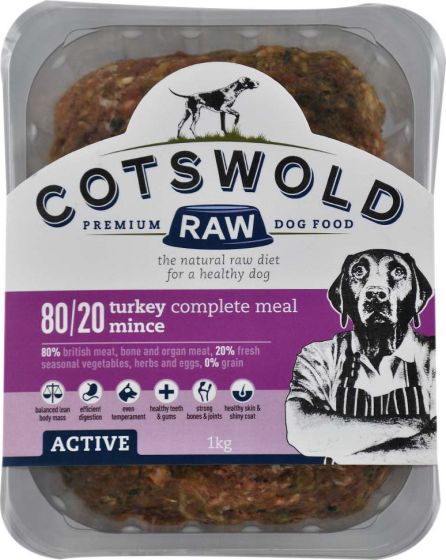 COTSWOLD
PREMIUM RAW DOG FOOD
the natural raw diet
for a healthy dog
80/20 turkey complete meal
mince
80% british meat, bone and organ meat, 20% fresh
seasonal vegetables, herbs and eggs, 0% grain
balanced lean
body mass
efficient
digestion
even
temperament
healthy teeth
& gums
strong
bones & joints
healthy skin &
shiny coat
ACTIVE
1kg